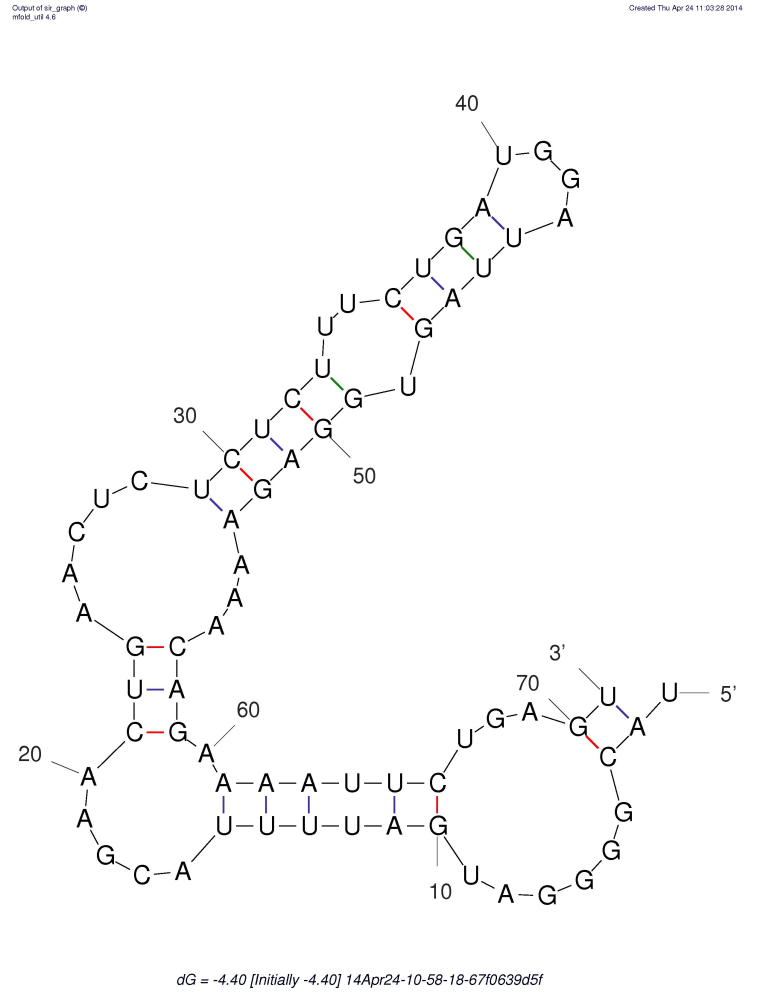 Output of sir_graph (©)
mfold_util 4.6
Created Thu Apr 24 11:03:28 2014
40
U G
G
A A
G U
U U
U C A
U G
U
C G U
30
U G
C A
50
U C U G
A
C
A A
A
A A
G C
3’
70
U A U U 5’
60
G A G A
C G U
20
A A
A A A U U C
C
A G
U U U U A G
G
G
10
C A U A G G
dG = -4.40 [Initially -4.40] 14Apr24-10-58-18-67f0639d5f